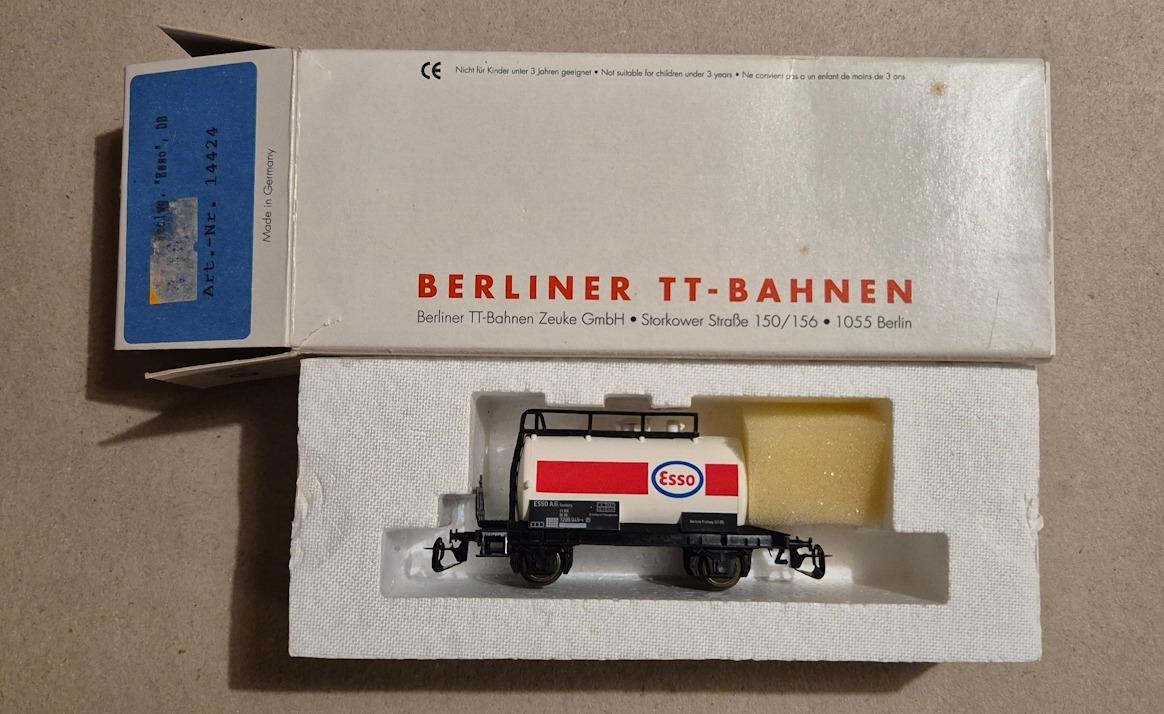 "Esso", DB
Art.-Nr. 14424
Made in Germany
CE Nicht für Kinder unter 3 Jahren geeignet • Not suitable for children under 3 years • Ne convient pas a un enfant de moins de 3 ans
BERLINER TT-BAHNEN
Berliner TT-Bahnen Zeuke GmbH • Storkower Straße 150/156 • 1055 Berlin
Esso
ESSO A.G.